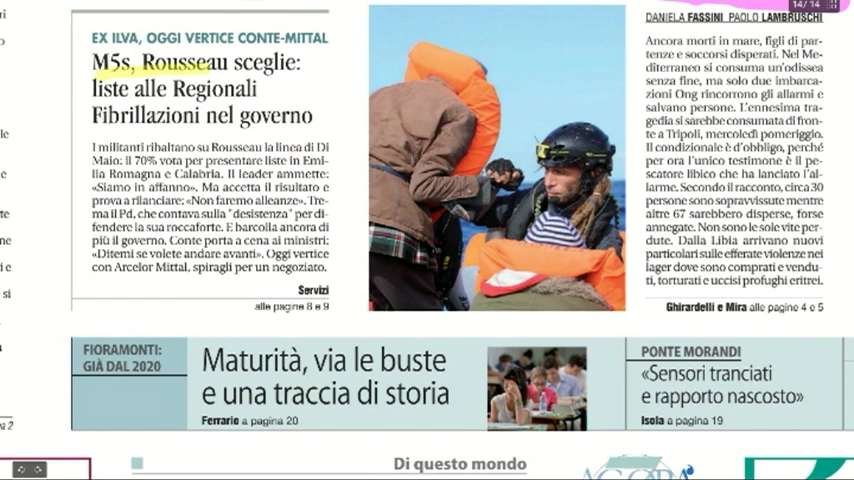 14 / 14
EX ILVA, OGGI VERTICE CONTE-MITTAL
M5s, Rousseau sceglie:
liste alle Regionali
Fibrillazioni nel governo
I militanti ribaltano su Rousseau la linea di Di
Maio: il 70% vota per presentare liste in Emi-
lia Romagna e Calabria. Il leader ammette:
«Siamo in affanno». Ma accetta il risultato e
prova a rilanciare: «Non faremo alleanze». Tre-
ma il Pd, che contava sulla "desistenza" per di-
fendere la sua roccaforte. E barcolla ancora di
più il governo. Conte porta a cena ai ministri:
«Ditemi se volete andare avanti». Oggi vertice
con Arcelor Mittal, spiragli per un negoziato.
Servizi
alle pagine 8 e 9
DANIELA FASSINI PAOLO LAMBRUSCHI
Ancora morti in mare, figli di par-
tenze e soccorsi disperati. Nel Me-
diterraneo si consuma un'odissea
senza fine, ma solo due imbarca-
zioni Ong rincorrono gli allarmi e
salvano persone. L'ennesima tra-
gedia si sarebbe consumata di fron-
te a Tripoli, mercoledì pomeriggio.
Il condizionale è d'obbligo, perché
per ora l'unico testimone è il pe-
scatore libico che ha lanciato l'al-
larme. Secondo il racconto, circa 30
persone sono sopravvissute mentre
altre 67 sarebbero disperse, forse
annegate. Non sono le sole vite per-
dute. Dalla Libia arrivano nuovi
particolari sulle efferate violenze nei
lager dove sono comprati e vendu-
ti, torturati e uccisi profughi eritrei.
Ghirardelli e Mira alle pagine 4 e 5
FIORAMONTI:
GIÀ DAL 2020
Maturità, via le buste
e una traccia di storia
Ferrario a pagina 20
PONTE MORANDI
«Sensori tranciati
e rapporto nascosto»
Isola a pagina 19
Di questo mondo
AGORÀ